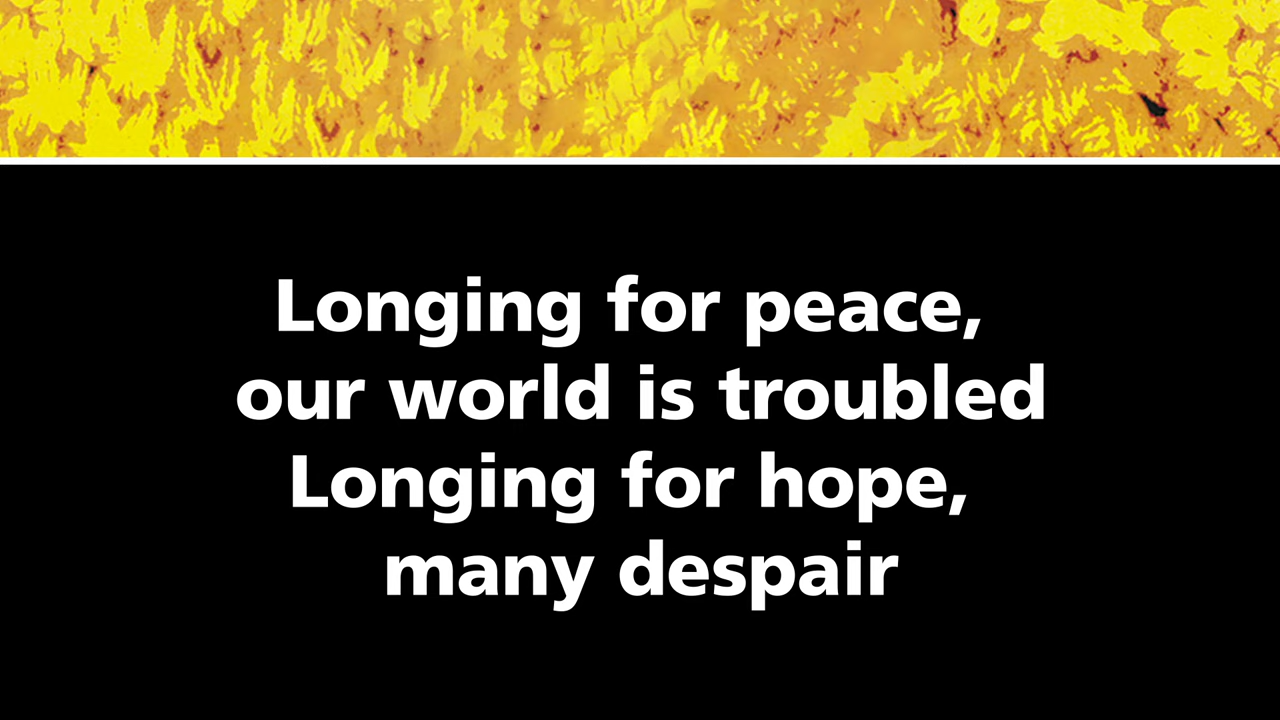 Longing for peace,
our world is troubled
Longing for hope,
many despair